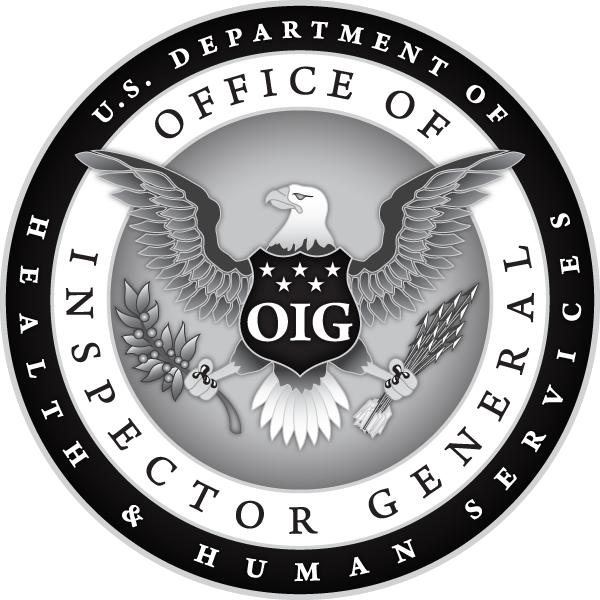 U.S. DEPARTMENT OF
HEALTH & HUMAN SERVICES
OFFICE OF
INSPECTOR GENERAL
OIG